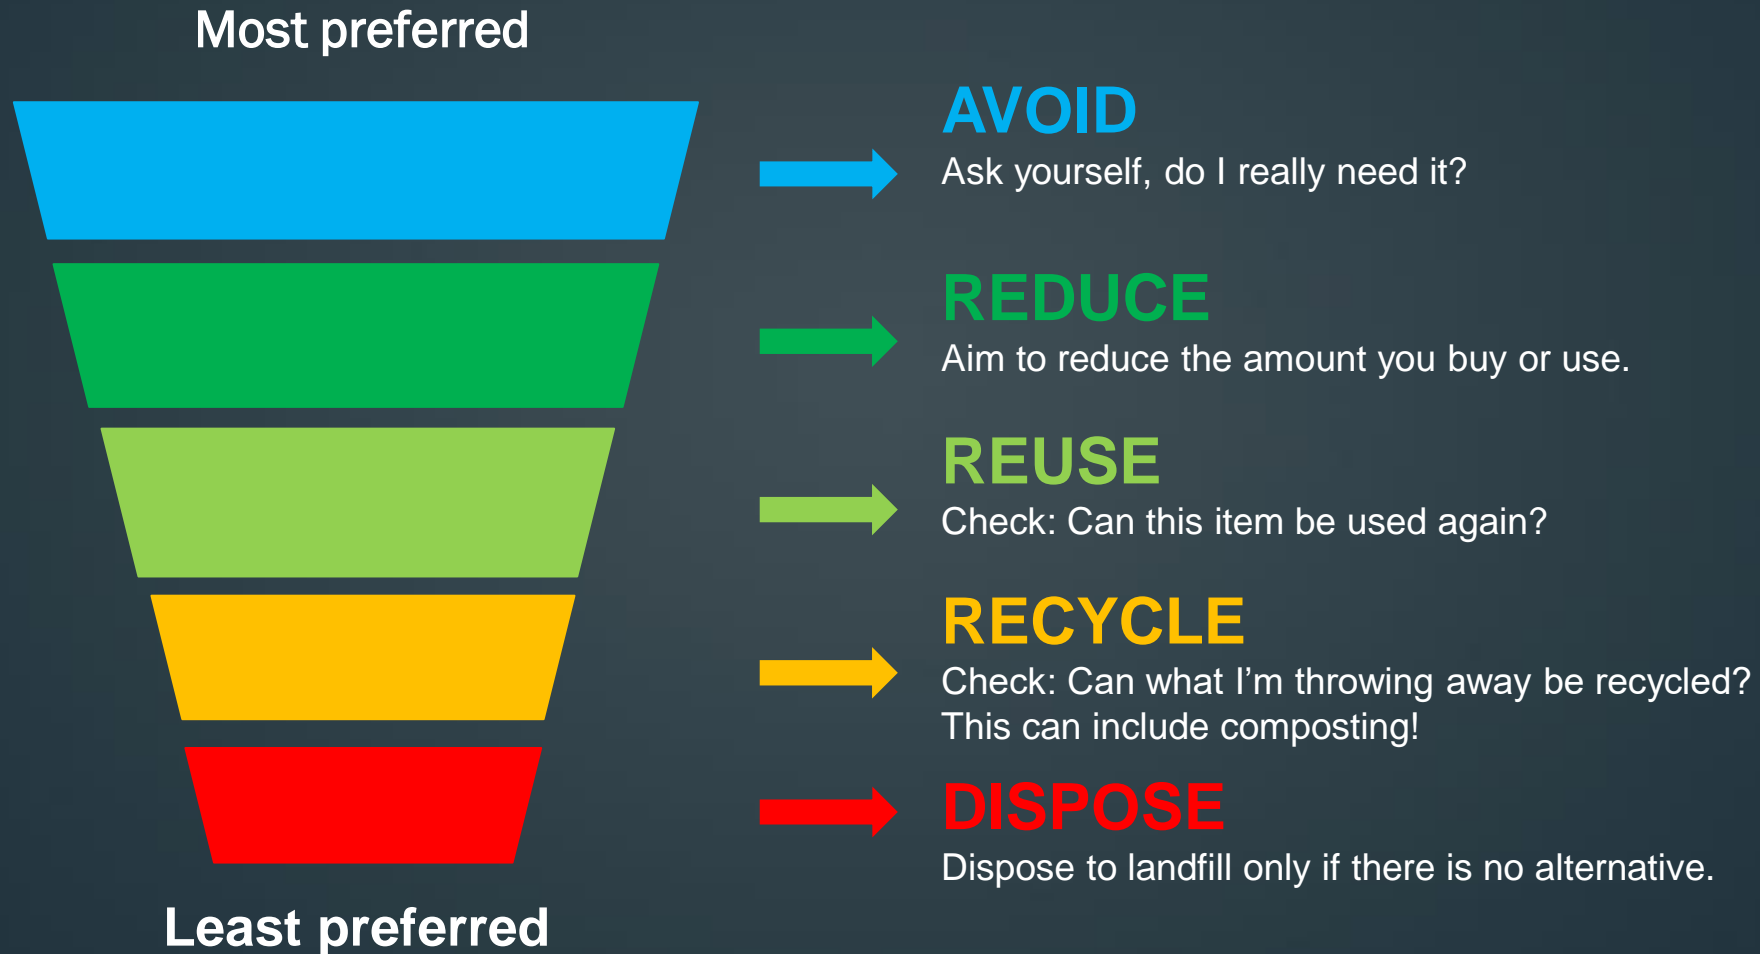 Most preferred
AVOID
Ask yourself, do I really need it?
REDUCE
Aim to reduce the amount you buy or use.
REUSE
Check: Can this item be used again?
RECYCLE
Check: Can what I'm throwing away be recycled?
This can include composting!
DISPOSE
Dispose to landfill only if there is no alternative.
Least preferred